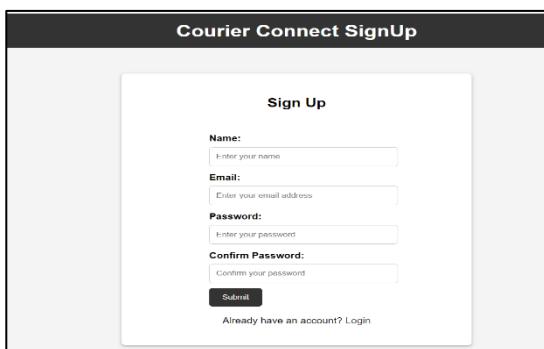 Courier Connect SignUp
Sign Up
Name:
Enter your name
Email:
Enter your email address
Password:
Enter your password
Confirm Password:
Confirm your password
Submit
Already have an account? Login